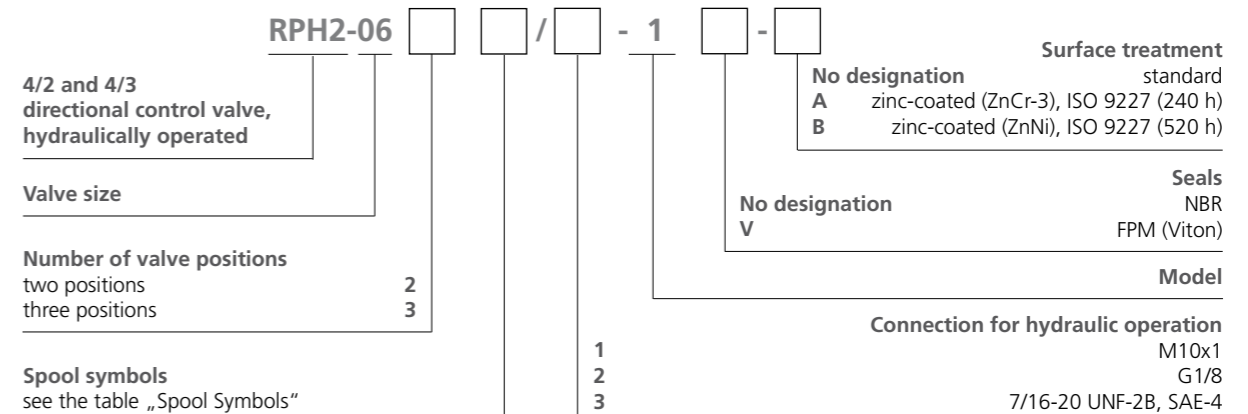 RPH2-06 / - 1 -
4/2 and 4/3
directional control valve,
hydraulically operated
Valve size
Number of valve positions
two positions 2
three positions 3
Spool symbols
see the table „Spool Symbols“
Surface treatment
No designation standard
A zinc-coated (ZnCr-3), ISO 9227 (240 h)
B zinc-coated (ZnNi), ISO 9227 (520 h)
Seals
No designation NBR
V FPM (Viton)
Model
Connection for hydraulic operation
1 M10x1
2 G1/8
3 7/16-20 UNF-2B, SAE-4